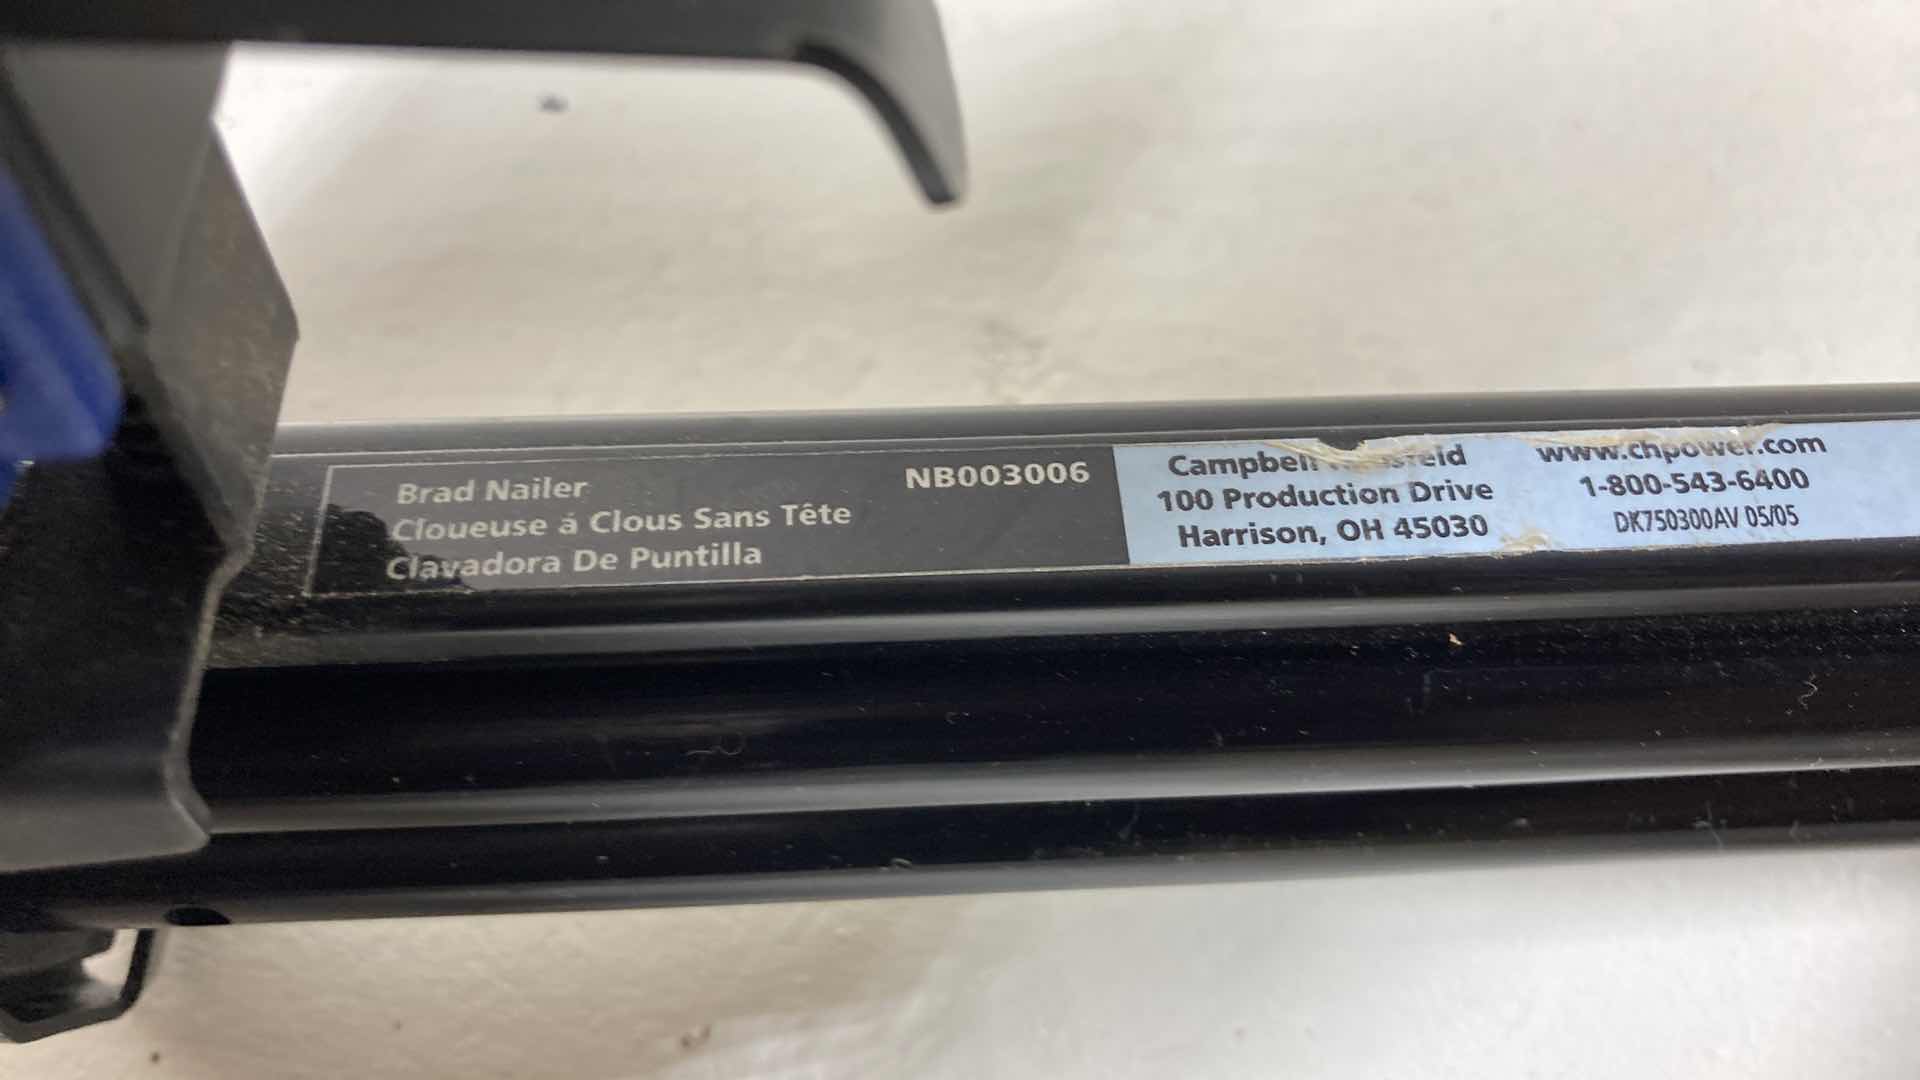 Brad Nailer
Cloueuse á Clous Sans Tête
Clavadora De Puntilla
NB003006
Campbell
100 Production Drive
Harrison, OH 45030
www.chpower.com
1-800-543-6400
DK750300AV 05/05